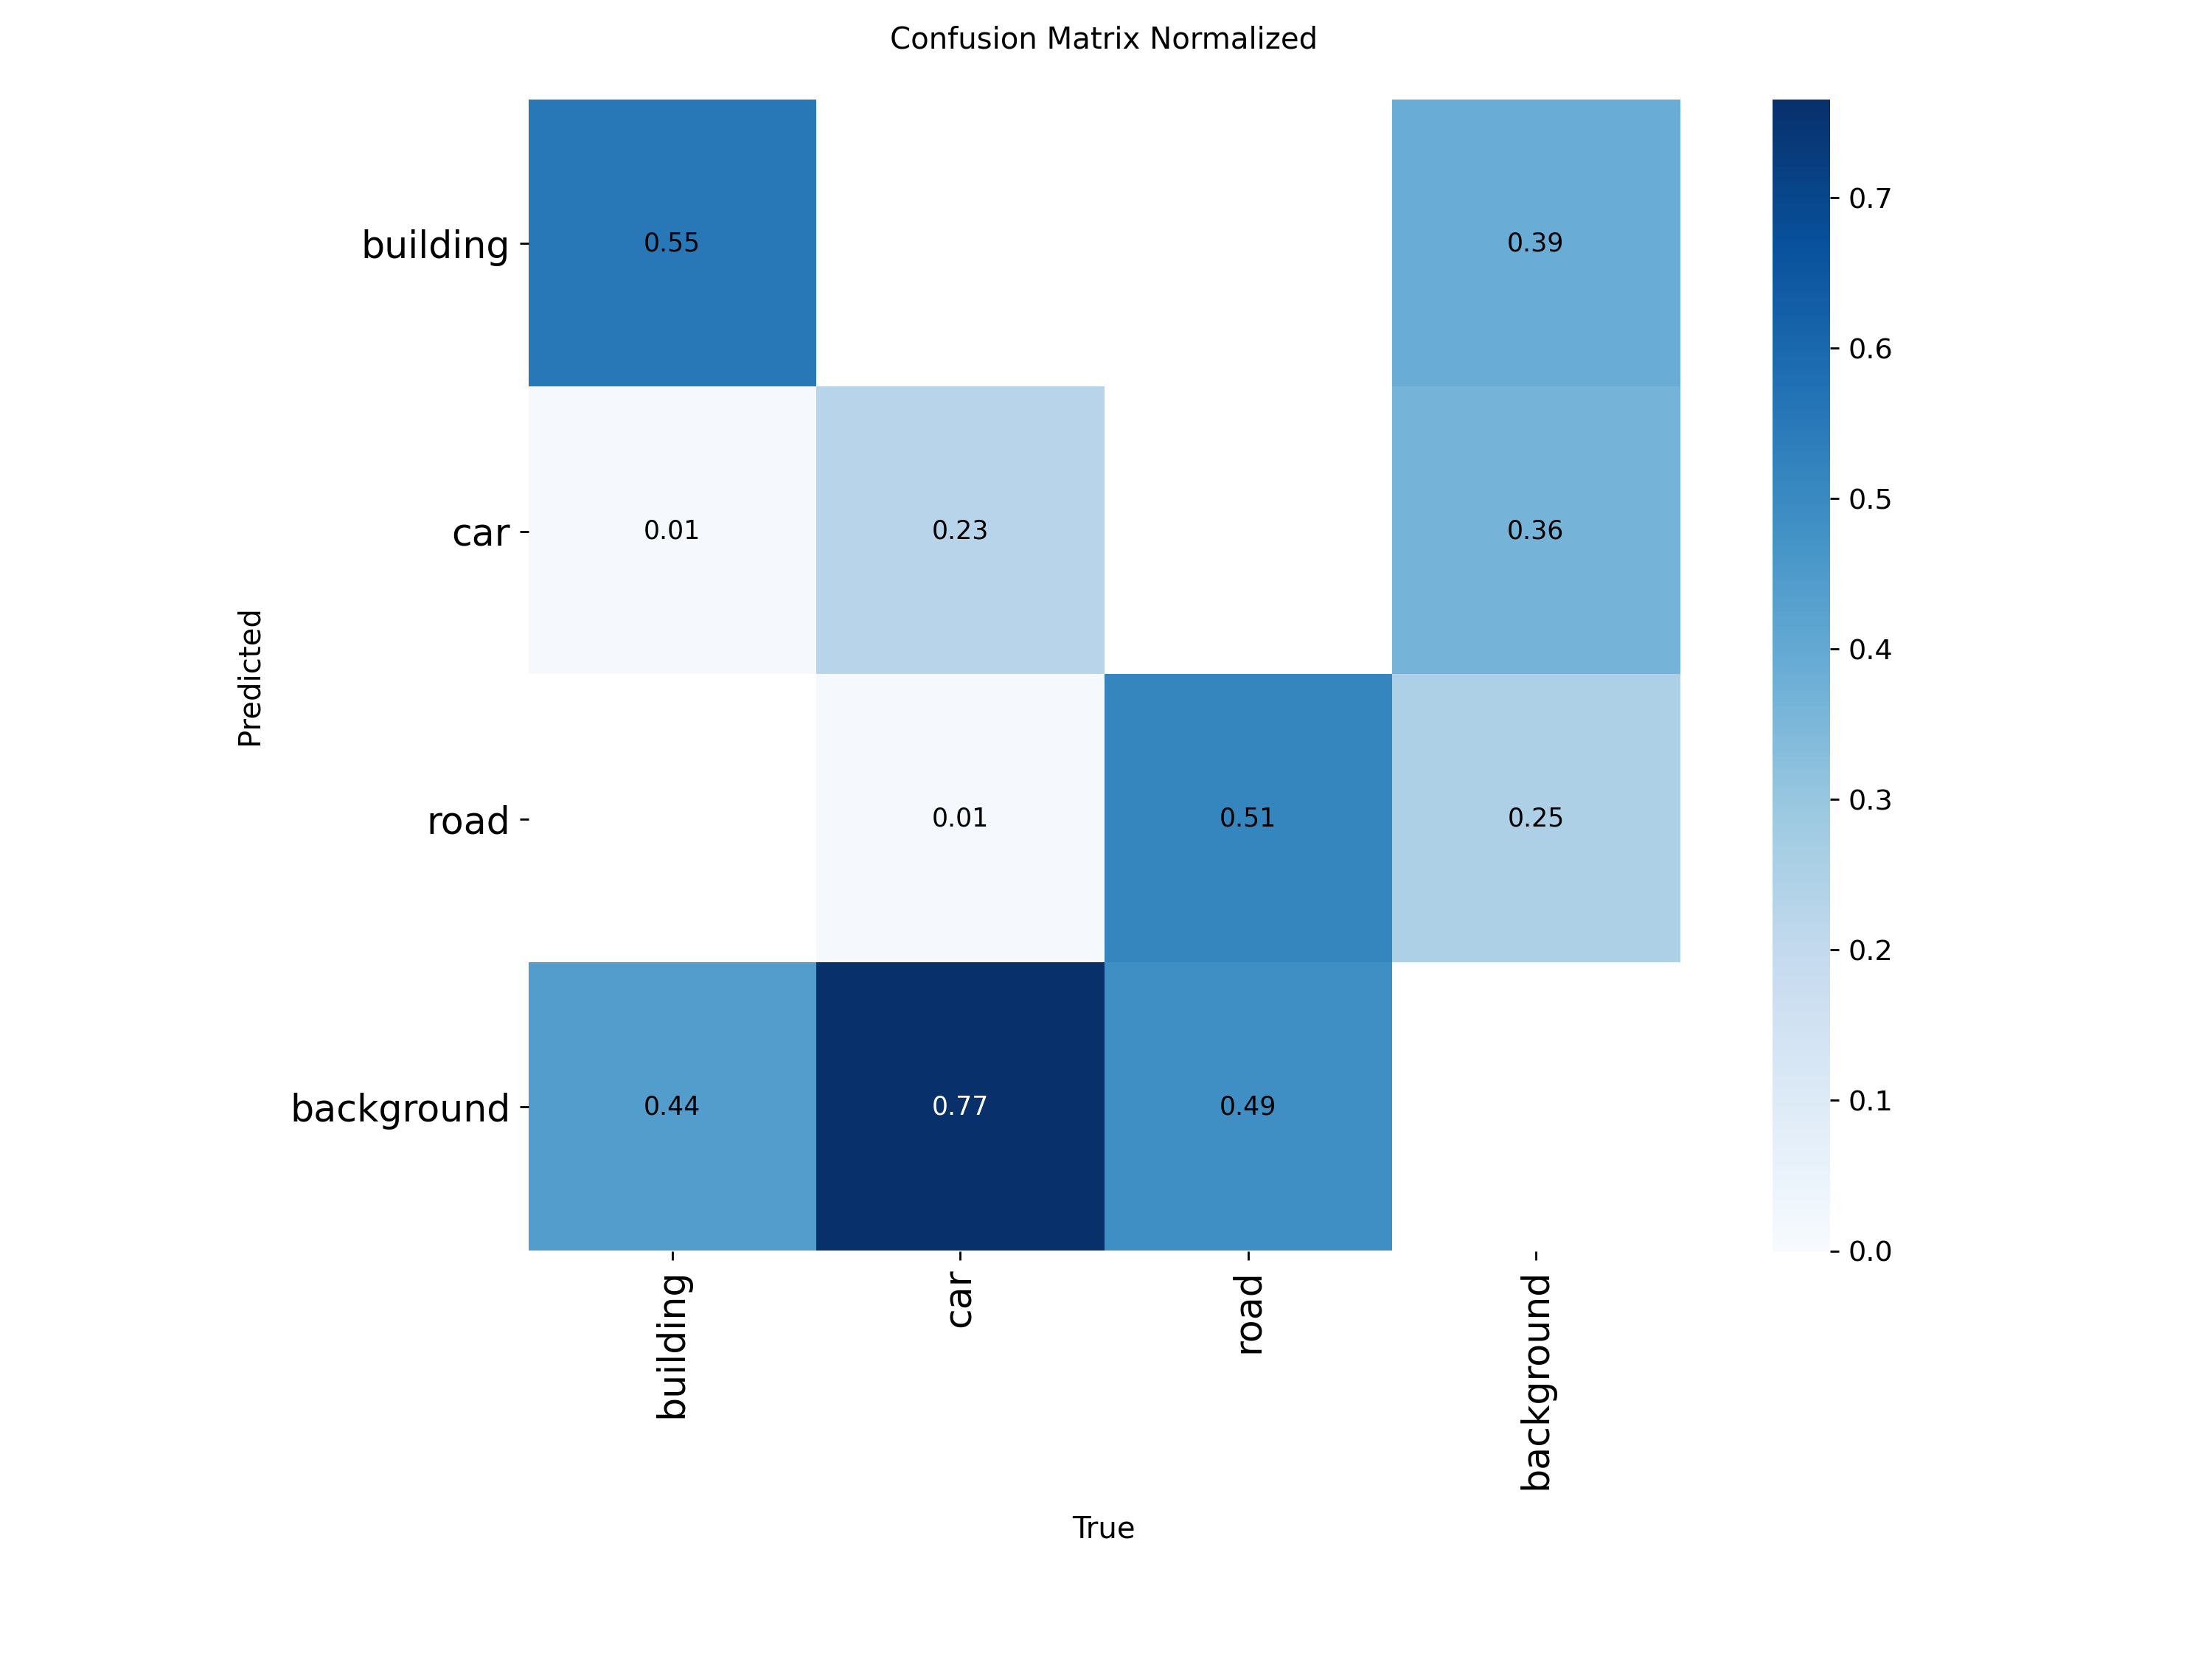 Confusion Matrix Normalized
building
0.55
0.39
car
0.01
0.23
0.36
road
0.01
0.51
0.25
background
0.44
0.77
0.49
Predicted
building
car
road
background
True
0.7
0.6
0.5
0.4
0.3
0.2
0.1
0.0